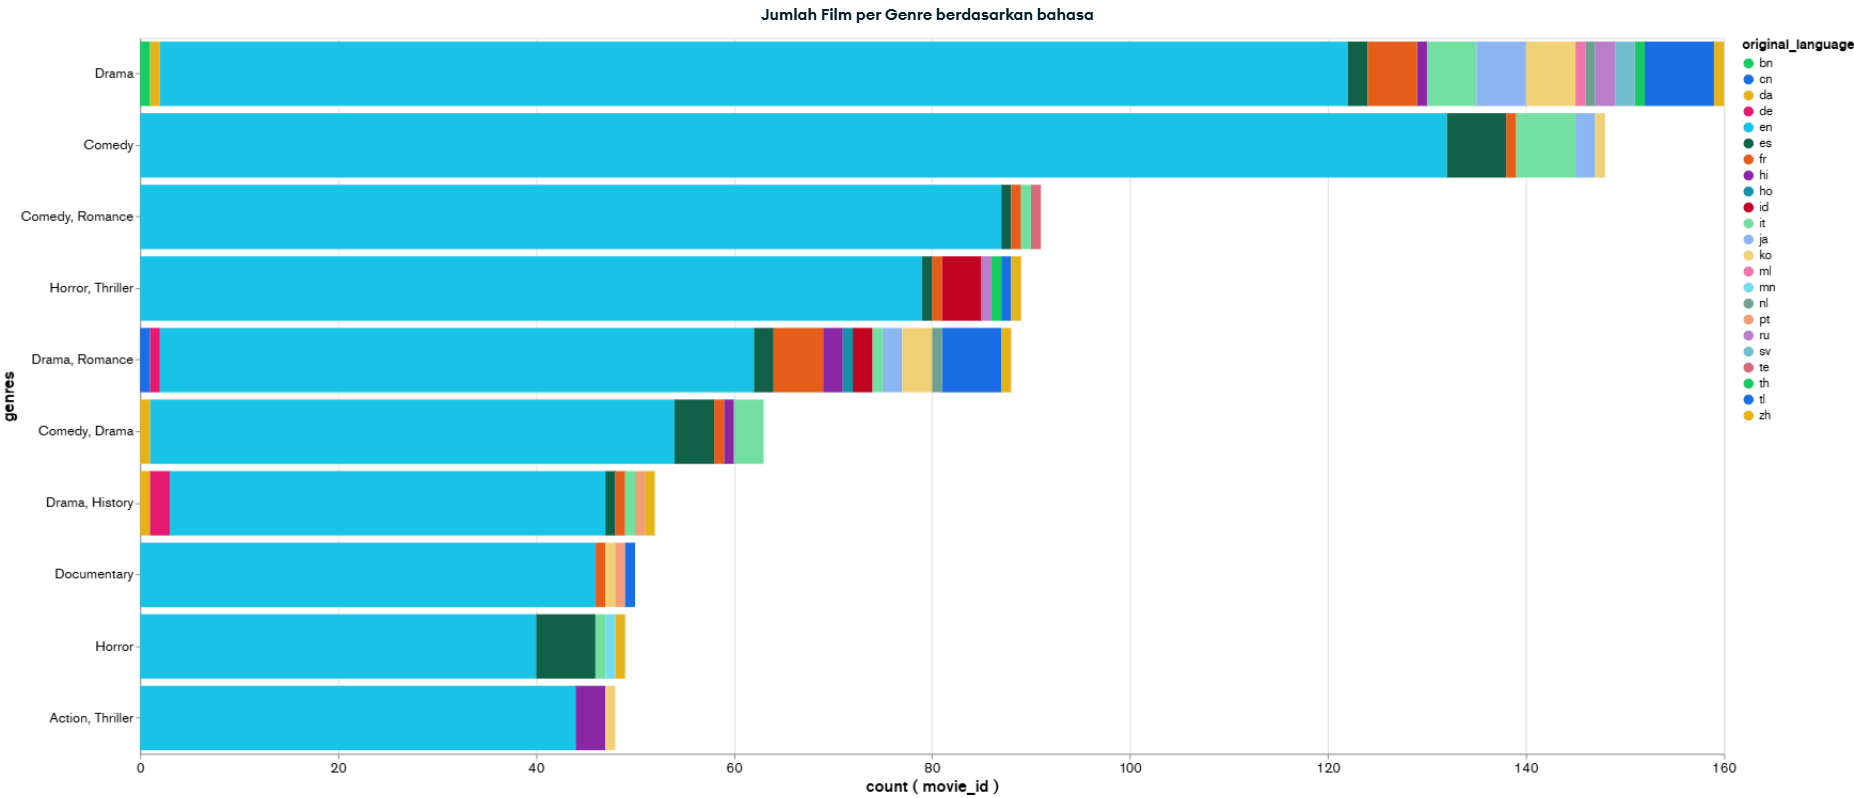 Jumlah Film per Genre berdasarkan bahasa
original_language
bn
cn
da
de
en
es
fr
hi
ho
id
it
ja
ko
ml
mn
nl
pt
ru
sv
te
th
tl
zh
genres
Drama
Comedy
Comedy, Romance
Horror, Thriller
Drama, Romance
Comedy, Drama
Drama, History
Documentary
Horror
Action, Thriller
0 20 40 60 80 100 120 140 160
count ( movie_id )